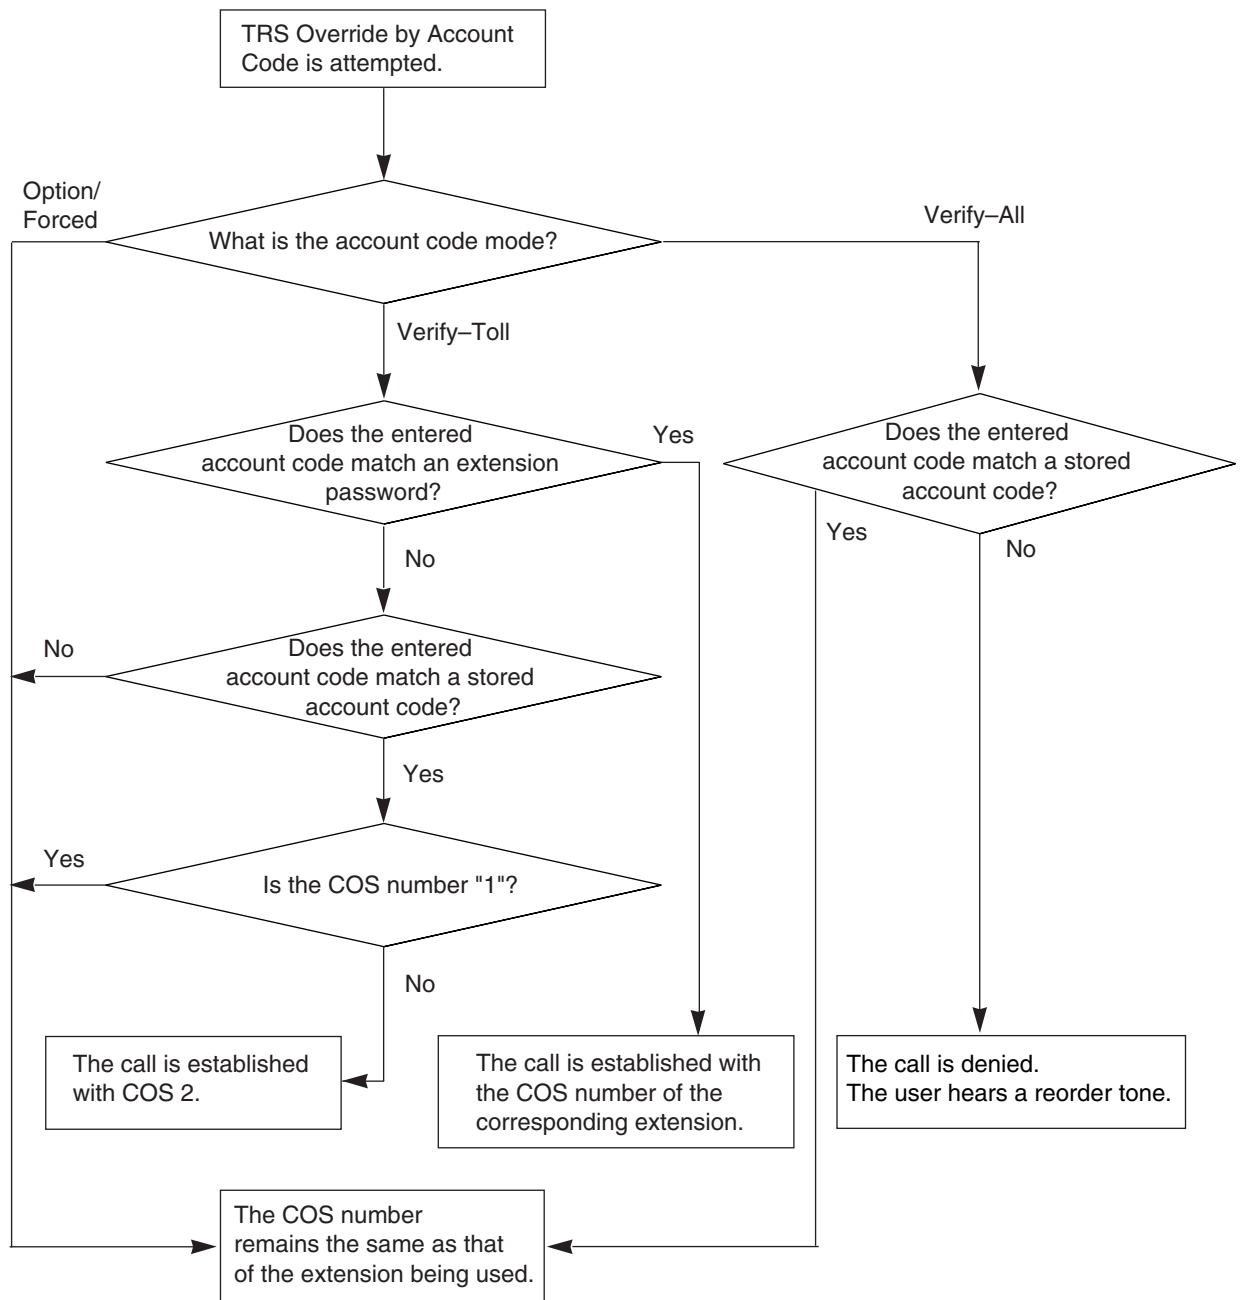 TRS Override by Account
Code is attempted.
Option/
Forced
What is the account code mode?
Verify–All
Verify–Toll
Does the entered
account code match an extension
password?
Yes
Does the entered
account code match a stored
account code?
Yes
No
No
No
Does the entered
account code match a stored
account code?
Yes
Yes
Is the COS number "1"?
No
The call is established
with COS 2.
The call is established with
the COS number of the
corresponding extension.
The call is denied.
The user hears a reorder tone.
The COS number
remains the same as that
of the extension being used.